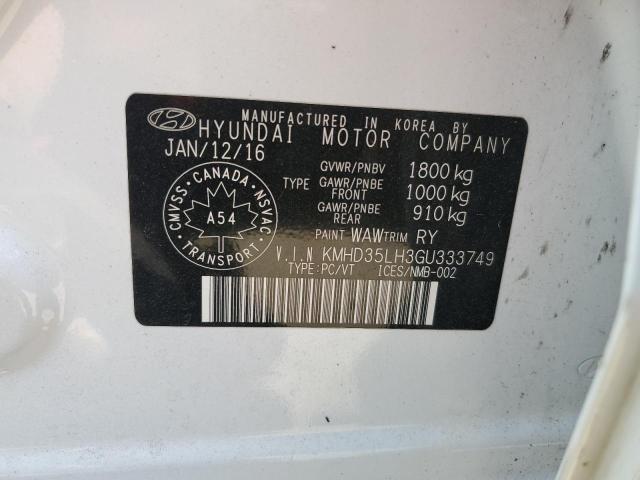 MANUFACTURED IN KOREA BY
HYUNDAI MOTOR COMPANY
JAN/12/16
GVWR/PNBV 1800 kg
TYPE GAWR/PNBE FRONT 1000 kg
GAWR/PNBE REAR 910 kg
CMVSS CANADA NSVAC
A54
TRANSPORT
PAINT WAW TRIM RY
V.I.N KMHD35LH3GU333749
TYPE:PC/VT ICES/NMB-002